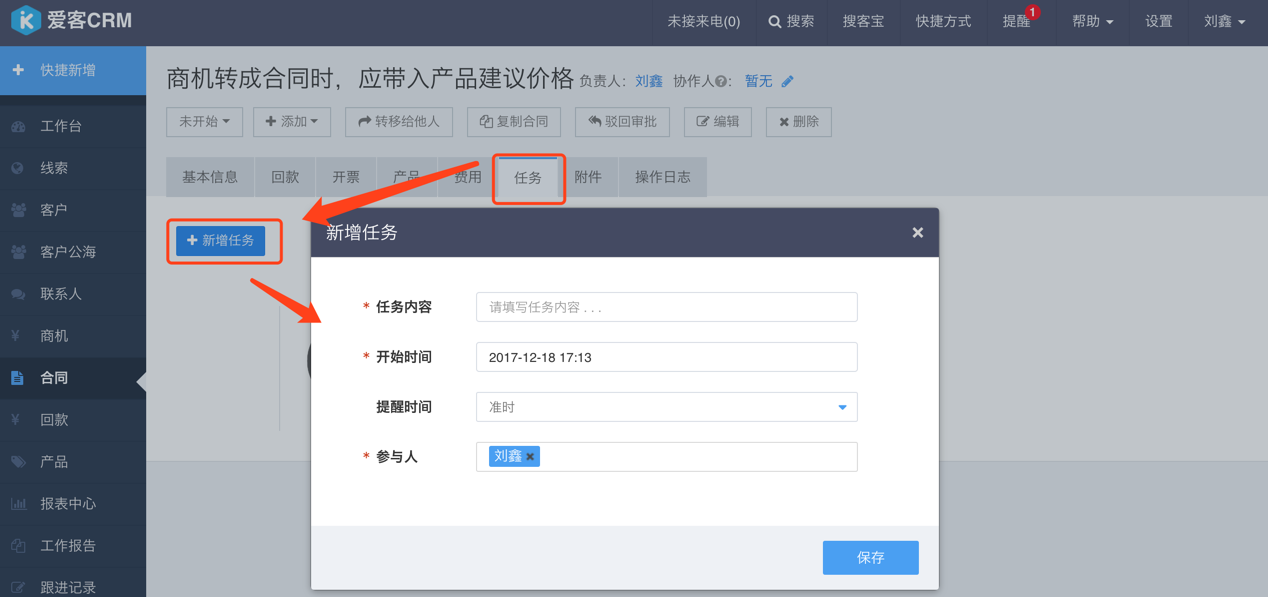 爱客CRM
未接来电(0) 搜索 搜客宝 快捷方式 提醒 1 帮助 设置 刘鑫
快捷新增
工作台
线索
客户
客户公海
联系人
商机
合同
回款
产品
报表中心
工作报告
跟进记录
商机转成合同时，应带入产品建议价格 负责人： 刘鑫 协作人?： 暂无
未开始 添加 转移给他人 复制合同 驳回审批 编辑 删除
基本信息 回款 开票 产品 费用 任务 附件 操作日志
新增任务
新增任务 ×
* 任务内容 请填写任务内容 . . .
* 开始时间 2017-12-18 17:13
提醒时间 准时
* 参与人 刘鑫 ×
保存